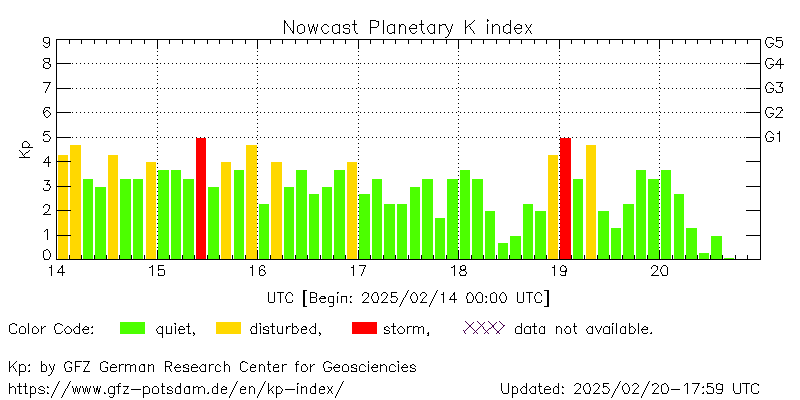 Nowcast Planetary K index
9 G5
8 G4
7 G3
6 G2
5 G1
4
3
2
1
0
Kp
14 15 16 17 18 19 20
UTC [Begin: 2025/02/14 00:00 UTC]
Color Code: quiet, disturbed, storm, data not available.
Kp: by GFZ German Research Center for Geosciencies
https://www.gfz-potsdam.de/en/kp-index/ Updated: 2025/02/20-17:59 UTC